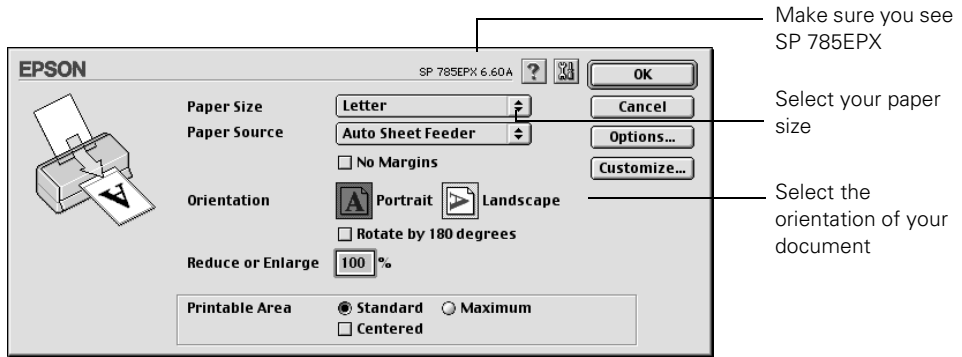 Make sure you see
SP 785EPX
EPSON
SP 785EPX 6.60A
?
OK
Paper Size
Letter
Cancel
Select your paper
size
Paper Source
Auto Sheet Feeder
Options...
No Margins
Customize...
Orientation
A
Portrait
A
Landscape
Select the
orientation of your
document
Rotate by 180 degrees
Reduce or Enlarge
100 %
Printable Area
Standard
Maximum
Centered
A